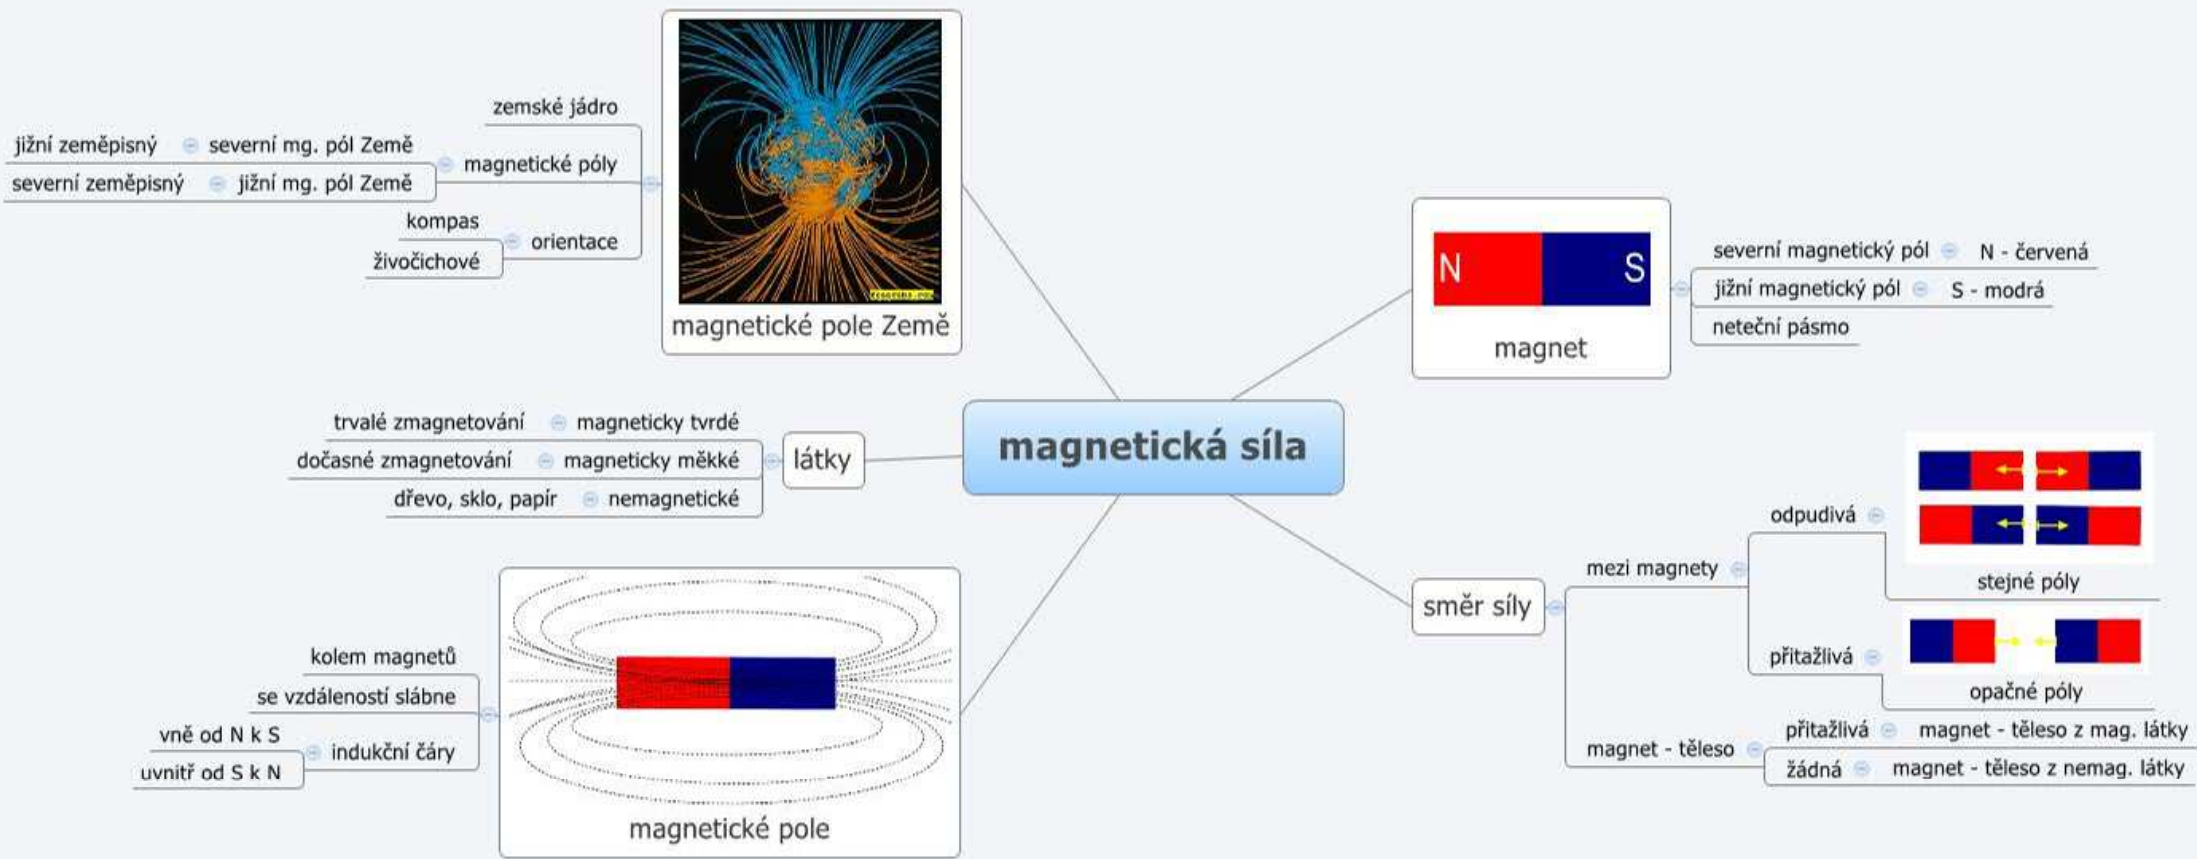 magnetická síla
magnetické pole Země
zemské jádro
magnetické póly
severní mg. pól Země
jižní zeměpisný
jižní mg. pól Země
severní zeměpisný
orientace
kompas
živočichové
látky
magneticky tvrdé
trvalé zmagnetování
magneticky měkké
dočasné zmagnetování
nemagnetické
dřevo, sklo, papír
magnetické pole
kolem magnetů
se vzdáleností slábne
indukční čáry
vně od N k S
uvnitř od S k N
N
S
magnet
severní magnetický pól
N - červená
jižní magnetický pól
S - modrá
neteční pásmo
směr síly
mezi magnety
odpudivá
stejné póly
přitažlivá
opačné póly
magnet - těleso
přitažlivá
magnet - těleso z mag. látky
žádná
magnet - těleso z nemag. látky